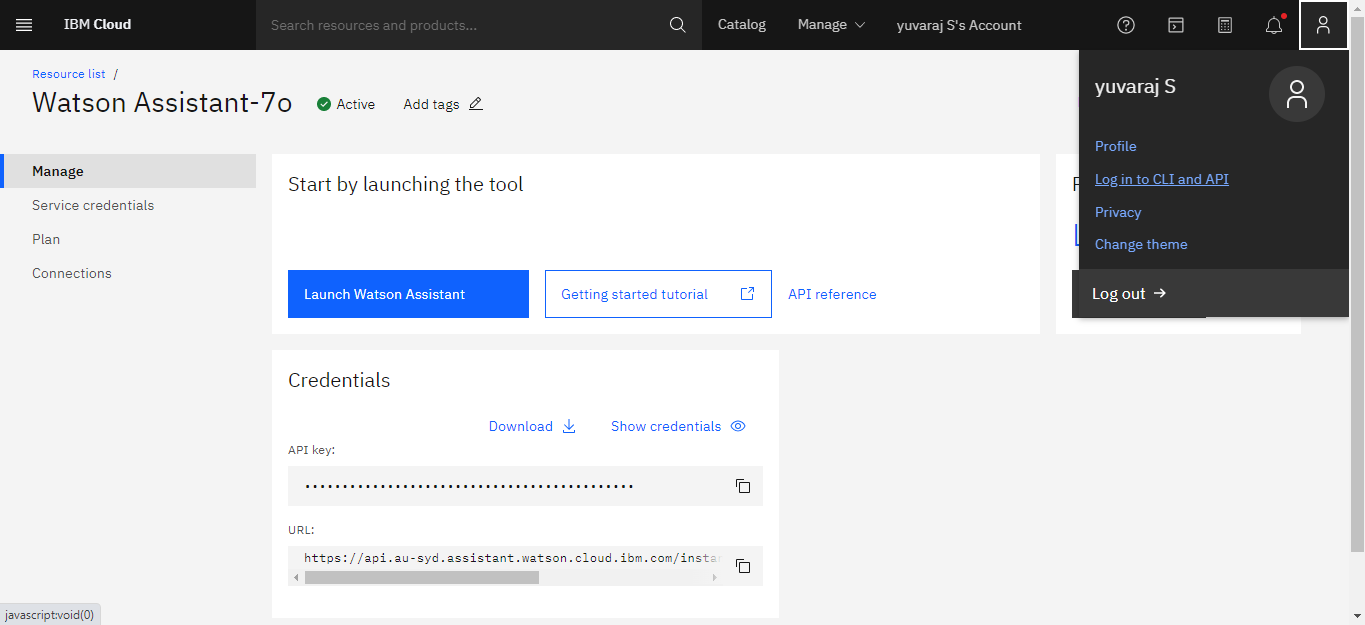 IBM Cloud
Search resources and products...
Catalog
Manage
yuvaraj S's Account
Resource list /
Watson Assistant-7o
Active
Add tags
yuvaraj S
Profile
Log in to CLI and API
Privacy
Change theme
Log out
Manage
Service credentials
Plan
Connections
Start by launching the tool
Launch Watson Assistant
Getting started tutorial
API reference
Credentials
Download
Show credentials
API key:
URL:
https://api.au-syd.assistant.watson.cloud.ibm.com/instan
javascript:void(0)